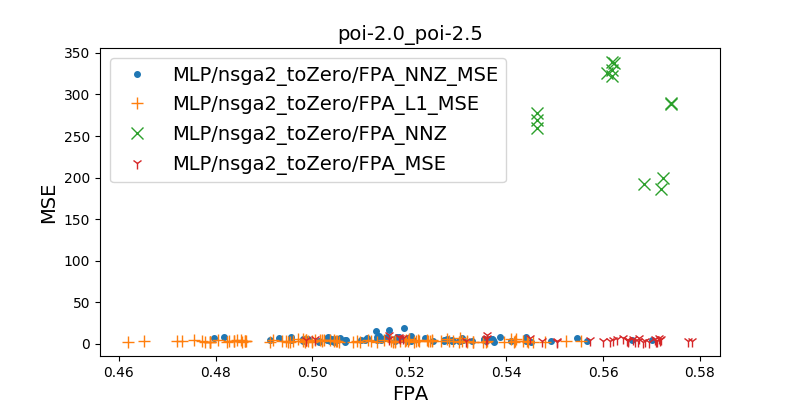 poi-2.0_poi-2.5
350
300
250
200
150
100
50
0
MSE
MLP/nsga2_toZero/FPA_NNZ_MSE
MLP/nsga2_toZero/FPA_L1_MSE
MLP/nsga2_toZero/FPA_NNZ
MLP/nsga2_toZero/FPA_MSE
0.46 0.48 0.50 0.52 0.54 0.56 0.58
FPA